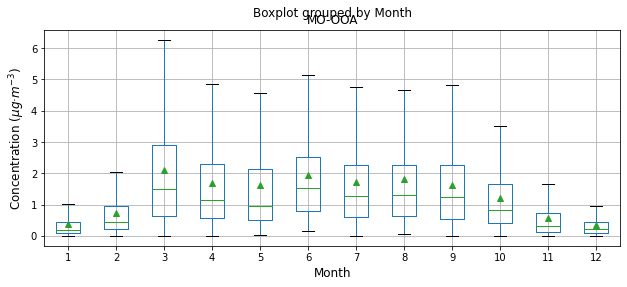 Boxplot grouped by Month
MO-OOA
Concentration (μg·m⁻³)
6
5
4
3
2
1
0
1 2 3 4 5 6 7 8 9 10 11 12
Month